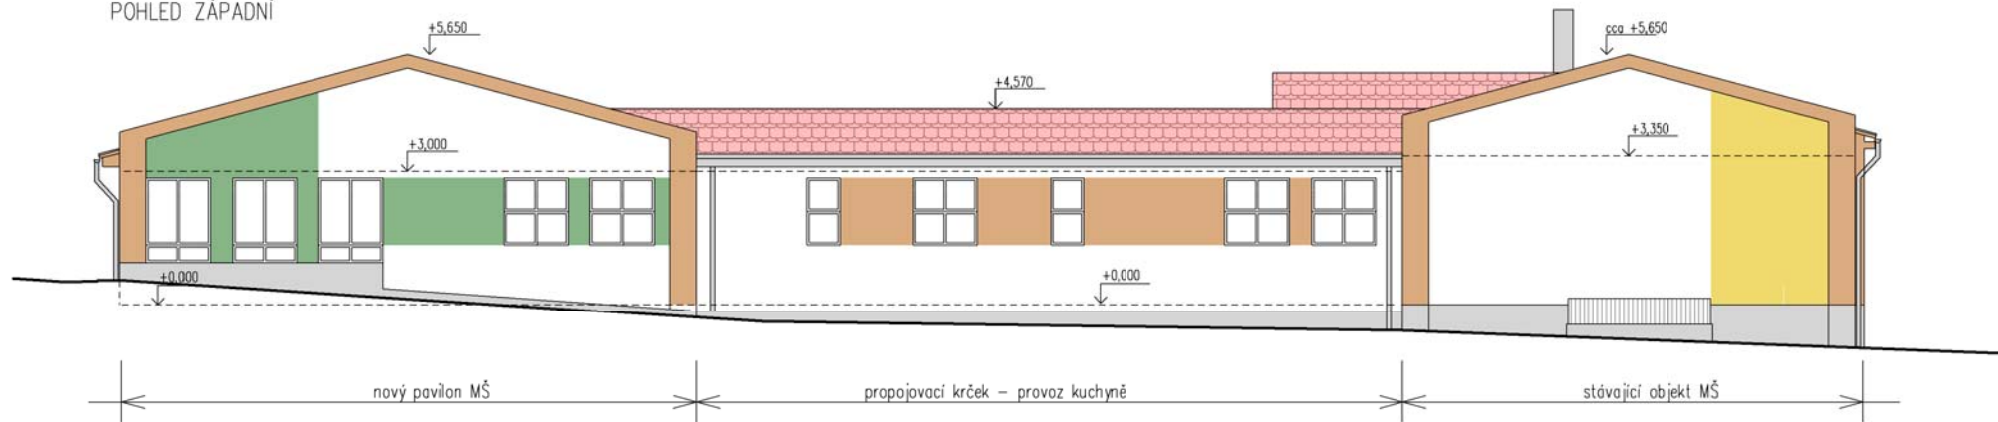 POHLED ZÁPADNÍ
+5,650
cca +5,650
+4,570
+3,000
+3,350
+0,000
+0,000
nový pavilon MŠ
propojovací krček – provoz kuchyně
stávající objekt MŠ